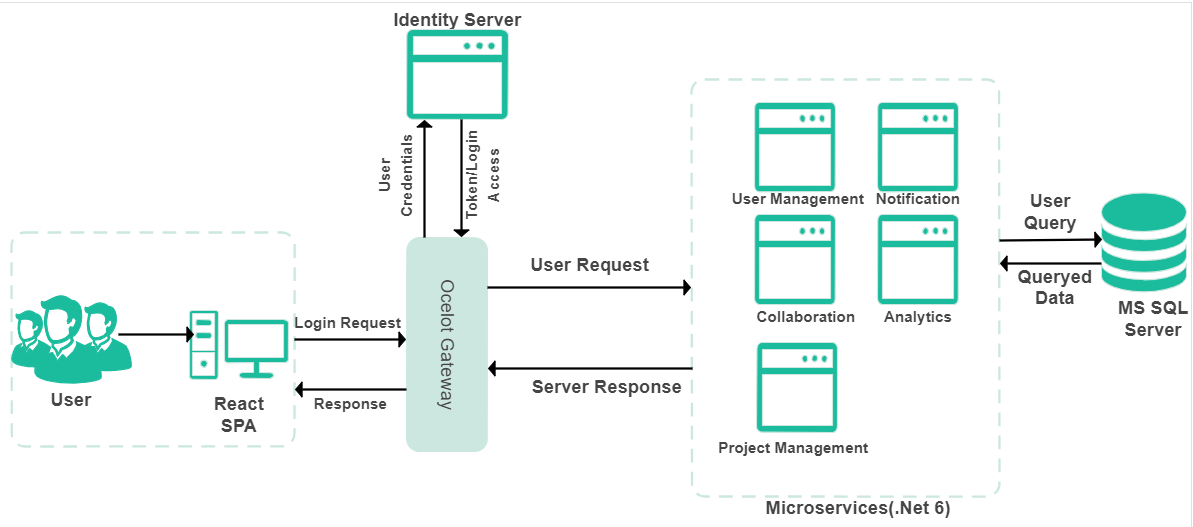 Identity Server
User
Credentials
Token/Login
Access
User
React
SPA
Login Request
Response
Ocelot Gateway
User Request
Server Response
User Management
Notification
Collaboration
Analytics
Project Management
Microservices(.Net 6)
User
Query
Queryed
Data
MS SQL
Server